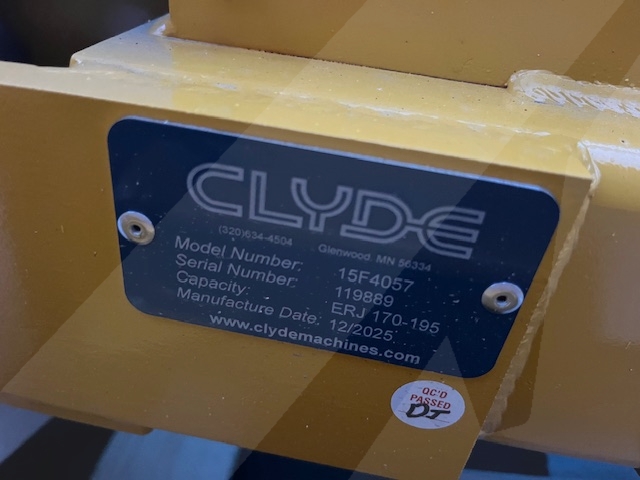 CLYDE
(320)634-4504 Glenwood MN 56334
Model Number: 15F4057
Serial Number: 119889
Capacity: ERJ 170-195
Manufacture Date: 12/2025
www.clydemachines.com
QC'D
PASSED
DT